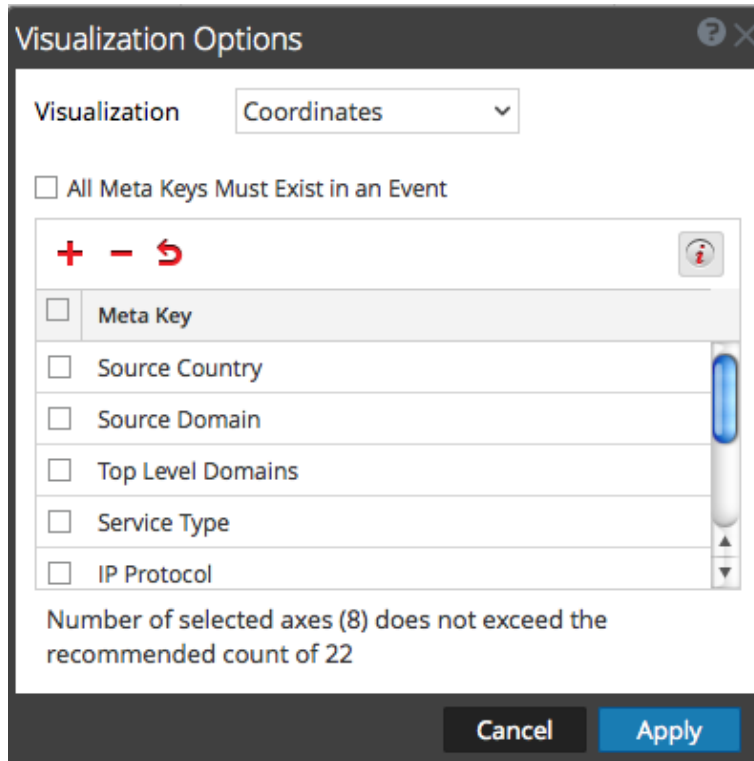 Visualization Options
Visualization Coordinates
All Meta Keys Must Exist in an Event
Meta Key
Source Country
Source Domain
Top Level Domains
Service Type
IP Protocol
Number of selected axes (8) does not exceed the
recommended count of 22
Cancel Apply